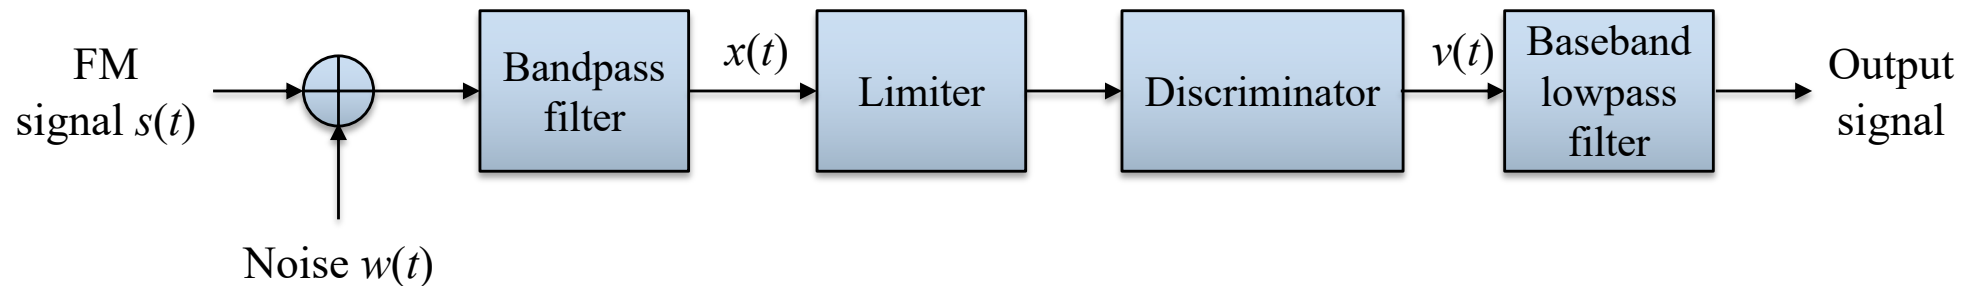 FM
signal s(t)
Noise w(t)
Bandpass
filter
x(t)
Limiter
Discriminator
v(t)
Baseband
lowpass
filter
Output
signal